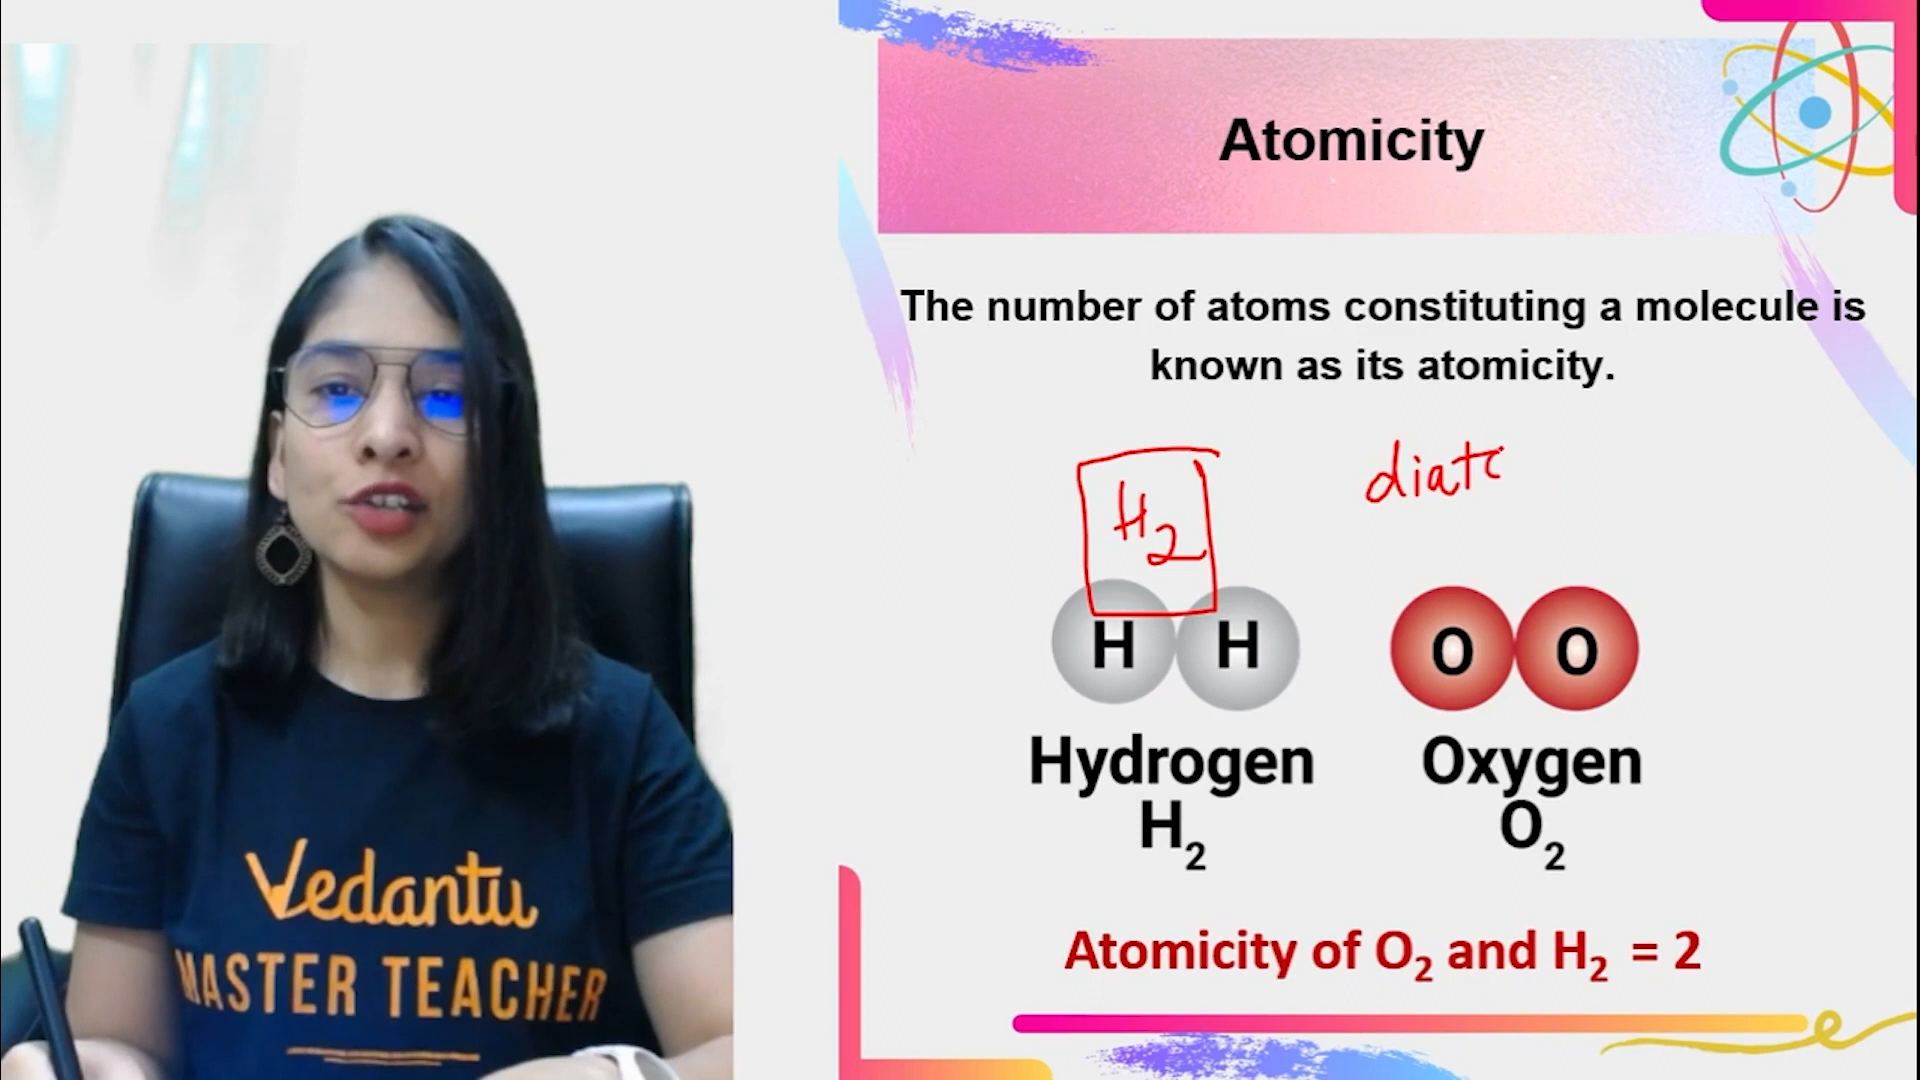 Atomicity
The number of atoms constituting a molecule is
known as its atomicity.
H2
diato
H H
O O
Hydrogen
H2
Oxygen
O2
Atomicity of O2 and H2 = 2
Vedantu
MASTER TEACHER